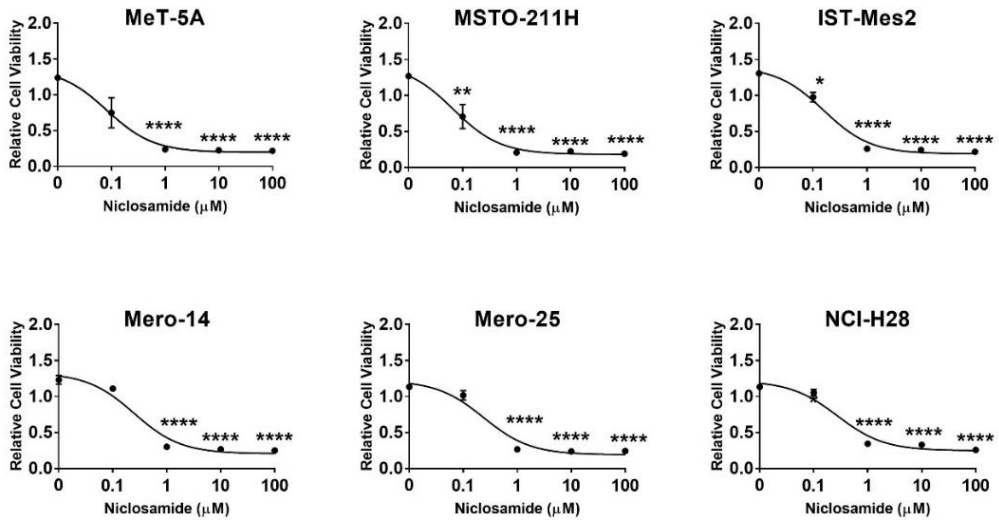 MeT-5A
Relative Cell Viability
2.0
1.5
1.0
0.5
0.0
**** **** ****
0 0.1 1 10 100
Niclosamide (μM)
MSTO-211H
Relative Cell Viability
2.0
1.5
1.0
0.5
0.0
**
**** **** ****
0 0.1 1 10 100
Niclosamide (μM)
IST-Mes2
Relative Cell Viability
2.0
1.5
1.0
0.5
0.0
*
**** **** ****
0 0.1 1 10 100
Niclosamide (μM)
Mero-14
Relative Cell Viability
2.0
1.5
1.0
0.5
0.0
**** **** ****
0 0.1 1 10 100
Niclosamide (μM)
Mero-25
Relative Cell Viability
2.0
1.5
1.0
0.5
0.0
**** **** ****
0 0.1 1 10 100
Niclosamide (μM)
NCI-H28
Relative Cell Viability
2.0
1.5
1.0
0.5
0.0
*
**** **** ****
0 0.1 1 10 100
Niclosamide (μM)